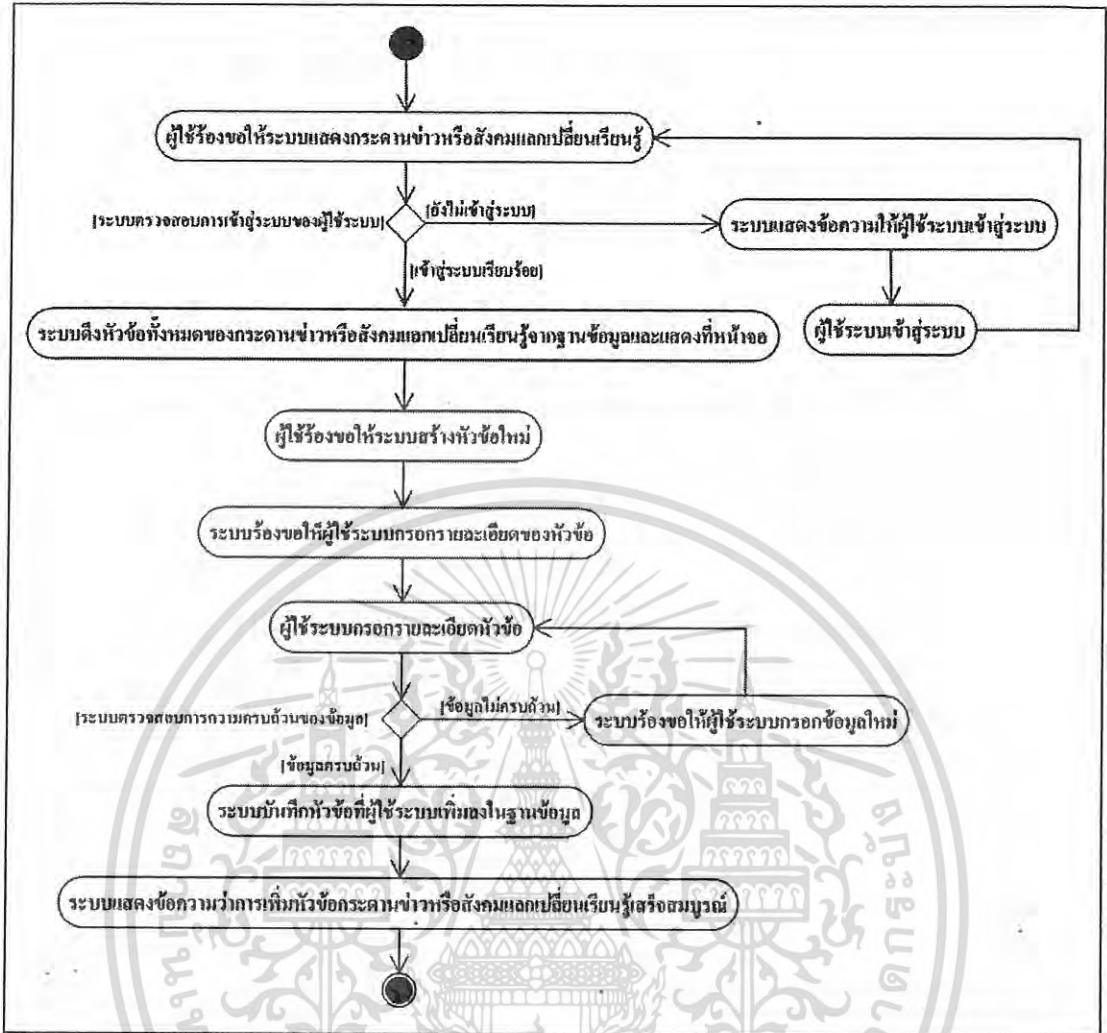 ผู้ใช้ร้องขอให้ระบบแสดงกระดานข่าวหรือสังคมแลกเปลี่ยนเรียนรู้
[ระบบตรวจสอบการเข้าสู่ระบบของผู้ใช้ระบบ]
[ยังไม่เข้าสู่ระบบ]
ระบบแสดงข้อความให้ผู้ใช้ระบบเข้าสู่ระบบ
[เข้าสู่ระบบเรียบร้อย]
ผู้ใช้ระบบเข้าสู่ระบบ
ระบบดึงหัวข้อทั้งหมดของกระดานข่าวหรือสังคมแลกเปลี่ยนเรียนรู้จากฐานข้อมูลและแสดงที่หน้าจอ
ผู้ใช้ร้องขอให้ระบบสร้างหัวข้อใหม่
ระบบร้องขอให้ผู้ใช้ระบบกรอกรายละเอียดของหัวข้อ
ผู้ใช้ระบบกรอกรายละเอียดหัวข้อ
[ระบบตรวจสอบการความครบถ้วนของข้อมูล]
[ข้อมูลไม่ครบถ้วน]
ระบบร้องขอให้ผู้ใช้ระบบกรอกข้อมูลใหม่
[ข้อมูลครบถ้วน]
ระบบบันทึกหัวข้อที่ผู้ใช้ระบบเพิ่มลงในฐานข้อมูล
ระบบแสดงข้อความว่าการเพิ่มหัวข้อกระดานข่าวหรือสังคมแลกเปลี่ยนเรียนรู้เสร็จสมบูรณ์